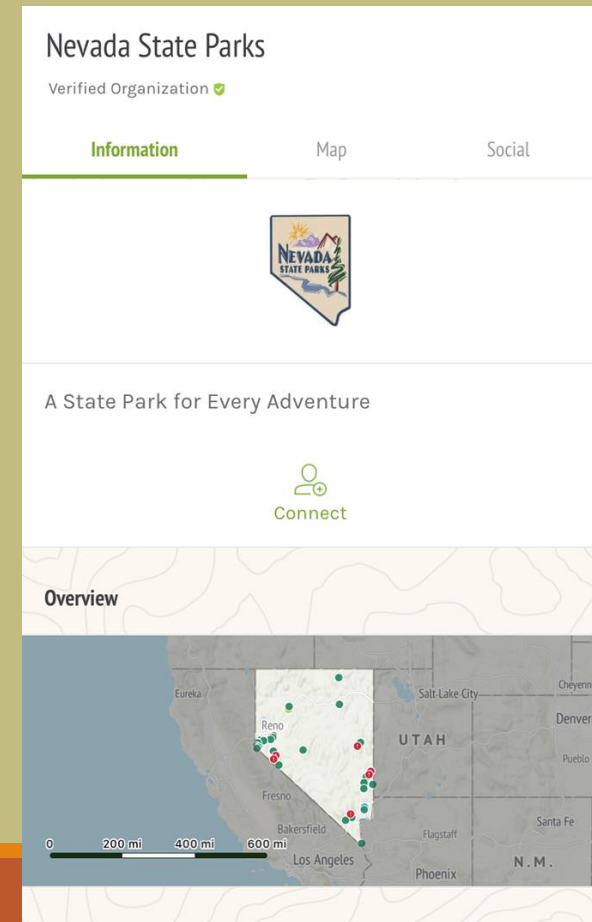 Nevada State Parks
Verified Organization
Information Map Social
NEVADA
STATE PARKS
A State Park for Every Adventure
Connect
Overview
Eureka
Salt Lake City
Cheyenn
Reno
Denver
UTAH
Pueblo
Fresno
Bakersfield
Flagstaff
Santa Fe
0 200 mi 400 mi 600 mi
Los Angeles
Phoenix
N.M.